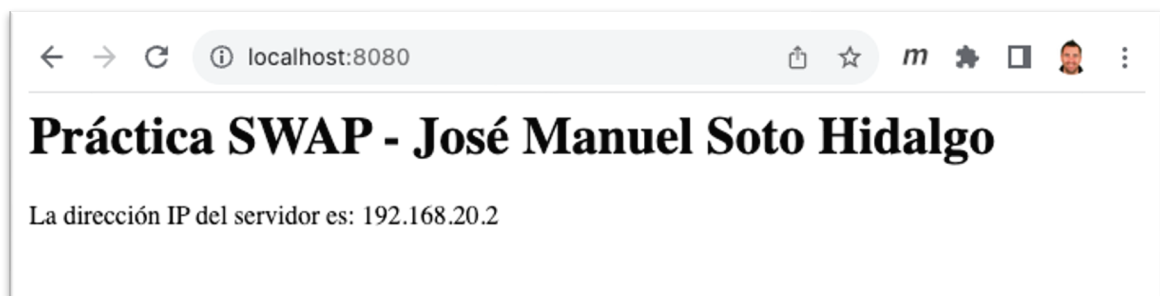 localhost:8080
m
Práctica SWAP - José Manuel Soto Hidalgo
La dirección IP del servidor es: 192.168.20.2